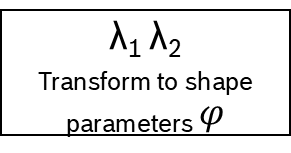 λ₁ λ₂
Transform to shape
parameters φ